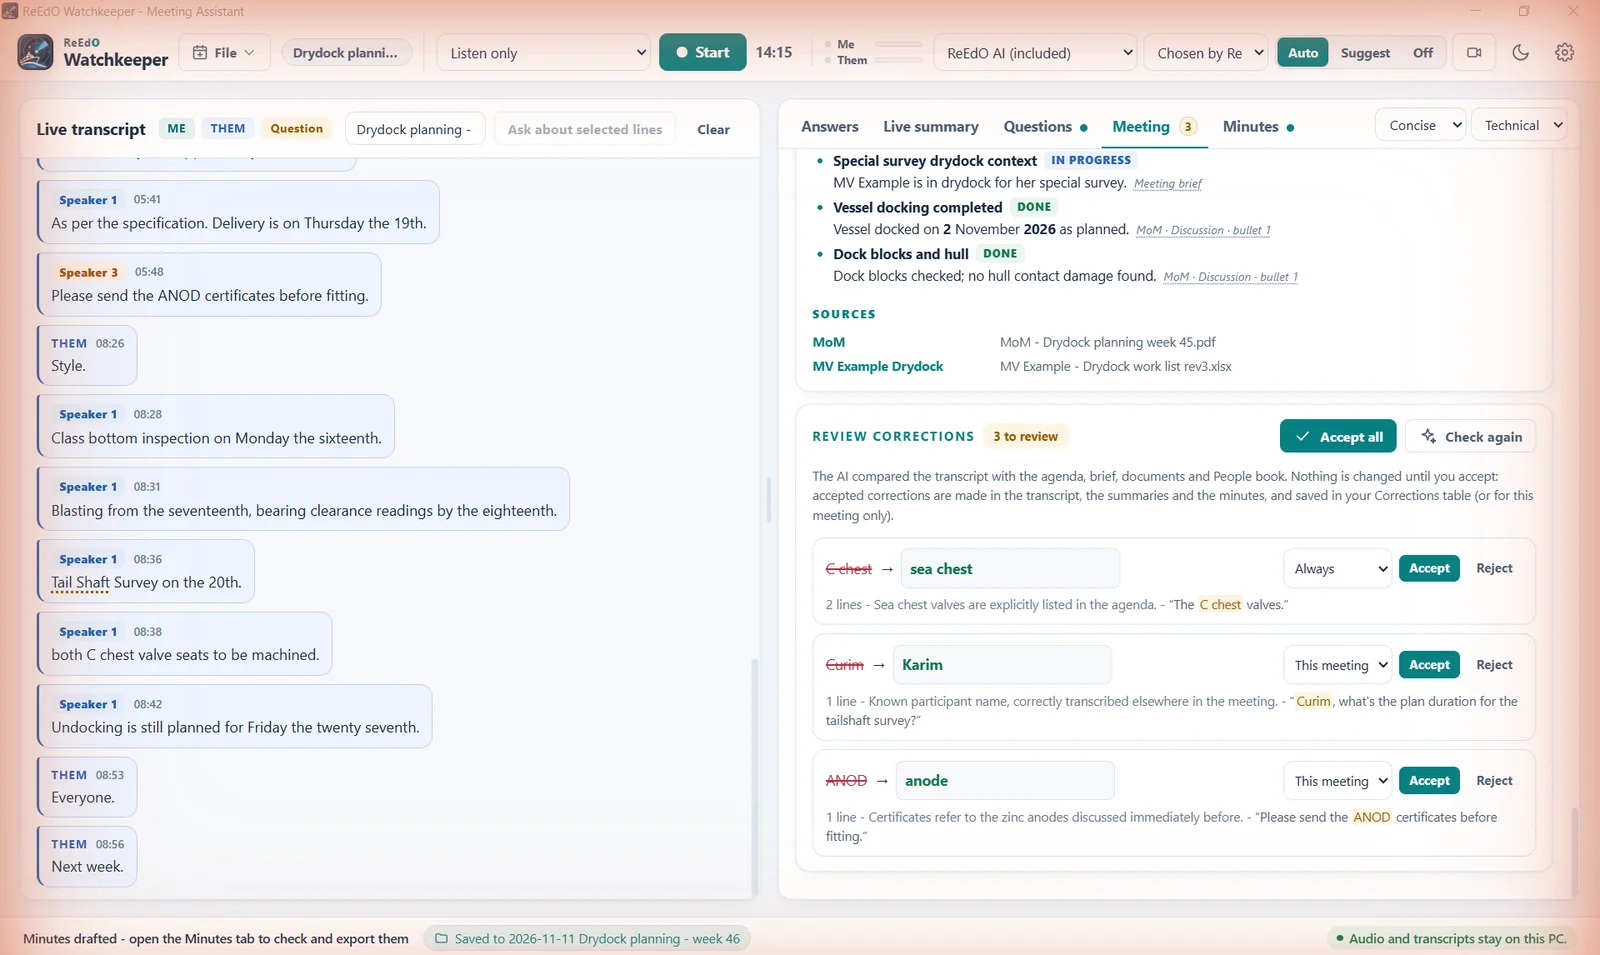 ReEdO Watchkeeper - Meeting Assistant
ReEdO
Watchkeeper
File
Drydock planni...
Listen only
Start
14:15
Me
Them
ReEdO AI (included)
Chosen by Re
Auto
Suggest
Off
Live transcript
ME
THEM
Question
Drydock planning -
Ask about selected lines
Clear
Speaker 1 05:41
As per the specification. Delivery is on Thursday the 19th.
Speaker 3 05:48
Please send the ANOD certificates before fitting.
THEM 08:26
Style.
Speaker 1 08:28
Class bottom inspection on Monday the sixteenth.
Speaker 1 08:31
Blasting from the seventeenth, bearing clearance readings by the eighteenth.
Speaker 1 08:36
Tail Shaft Survey on the 20th.
Speaker 1 08:38
both C chest valve seats to be machined.
Speaker 1 08:42
Undocking is still planned for Friday the twenty seventh.
THEM 08:53
Everyone.
THEM 08:56
Next week.
Answers
Live summary
Questions
Meeting 3
Minutes
Concise
Technical
Special survey drydock context IN PROGRESS
MV Example is in drydock for her special survey. Meeting brief
Vessel docking completed DONE
Vessel docked on 2 November 2026 as planned. MoM · Discussion · bullet 1
Dock blocks and hull DONE
Dock blocks checked; no hull contact damage found. MoM · Discussion · bullet 1
SOURCES
MoM MoM - Drydock planning week 45.pdf
MV Example Drydock MV Example - Drydock work list rev3.xlsx
REVIEW CORRECTIONS 3 to review
Accept all
Check again
The AI compared the transcript with the agenda, brief, documents and People book. Nothing is changed until you accept:
accepted corrections are made in the transcript, the summaries and the minutes, and saved in your Corrections table (or for this
meeting only).
C chest → sea chest
Always
Accept
Reject
2 lines - Sea chest valves are explicitly listed in the agenda. - “The C chest valves.”
Curim → Karim
This meeting
Accept
Reject
1 line - Known participant name, correctly transcribed elsewhere in the meeting. - “Curim, what's the plan duration for the
tailshaft survey?”
ANOD → anode
This meeting
Accept
Reject
1 line - Certificates refer to the zinc anodes discussed immediately before. - “Please send the ANOD certificates before
fitting.”
Minutes drafted - open the Minutes tab to check and export them
Saved to 2026-11-11 Drydock planning - week 46
Audio and transcripts stay on this PC.